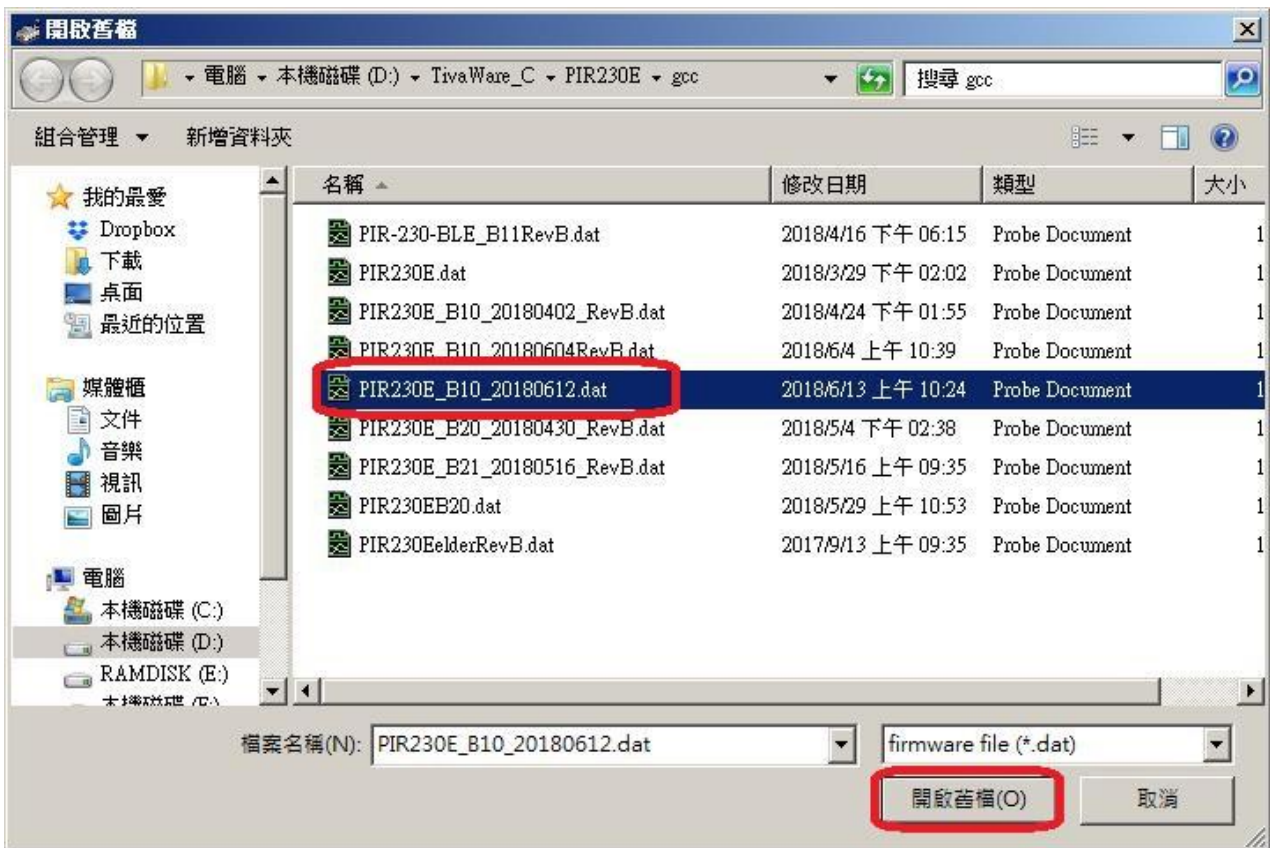 開啟舊檔
電腦 本機磁碟 (D:) TivaWare_C PIR230E gcc 搜尋 gcc
組合管理 新增資料夾
我的最愛
Dropbox
下載
桌面
最近的位置
媒體櫃
文件
音樂
視訊
圖片
電腦
本機磁碟 (C:)
本機磁碟 (D:)
RAMDISK (E:)
名稱 修改日期 類型 大小
PIR-230-BLE_B11RevB.dat 2018/4/16 下午 06:15 Probe Document 1
PIR230E.dat 2018/3/29 下午 02:02 Probe Document 1
PIR230E_B10_20180402_RevB.dat 2018/4/24 下午 01:55 Probe Document 1
PIR230E_B10_20180604RevB.dat 2018/6/4 上午 10:39 Probe Document 1
PIR230E_B10_20180612.dat 2018/6/13 上午 10:24 Probe Document 1
PIR230E_B20_20180430_RevB.dat 2018/5/4 下午 02:38 Probe Document 1
PIR230E_B21_20180516_RevB.dat 2018/5/16 上午 09:35 Probe Document 1
PIR230EB20.dat 2018/5/29 上午 10:53 Probe Document 1
PIR230EelderRevB.dat 2017/9/13 上午 09:35 Probe Document 1
檔案名稱(N): PIR230E_B10_20180612.dat firmware file (*.dat)
開啟舊檔(O) 取消